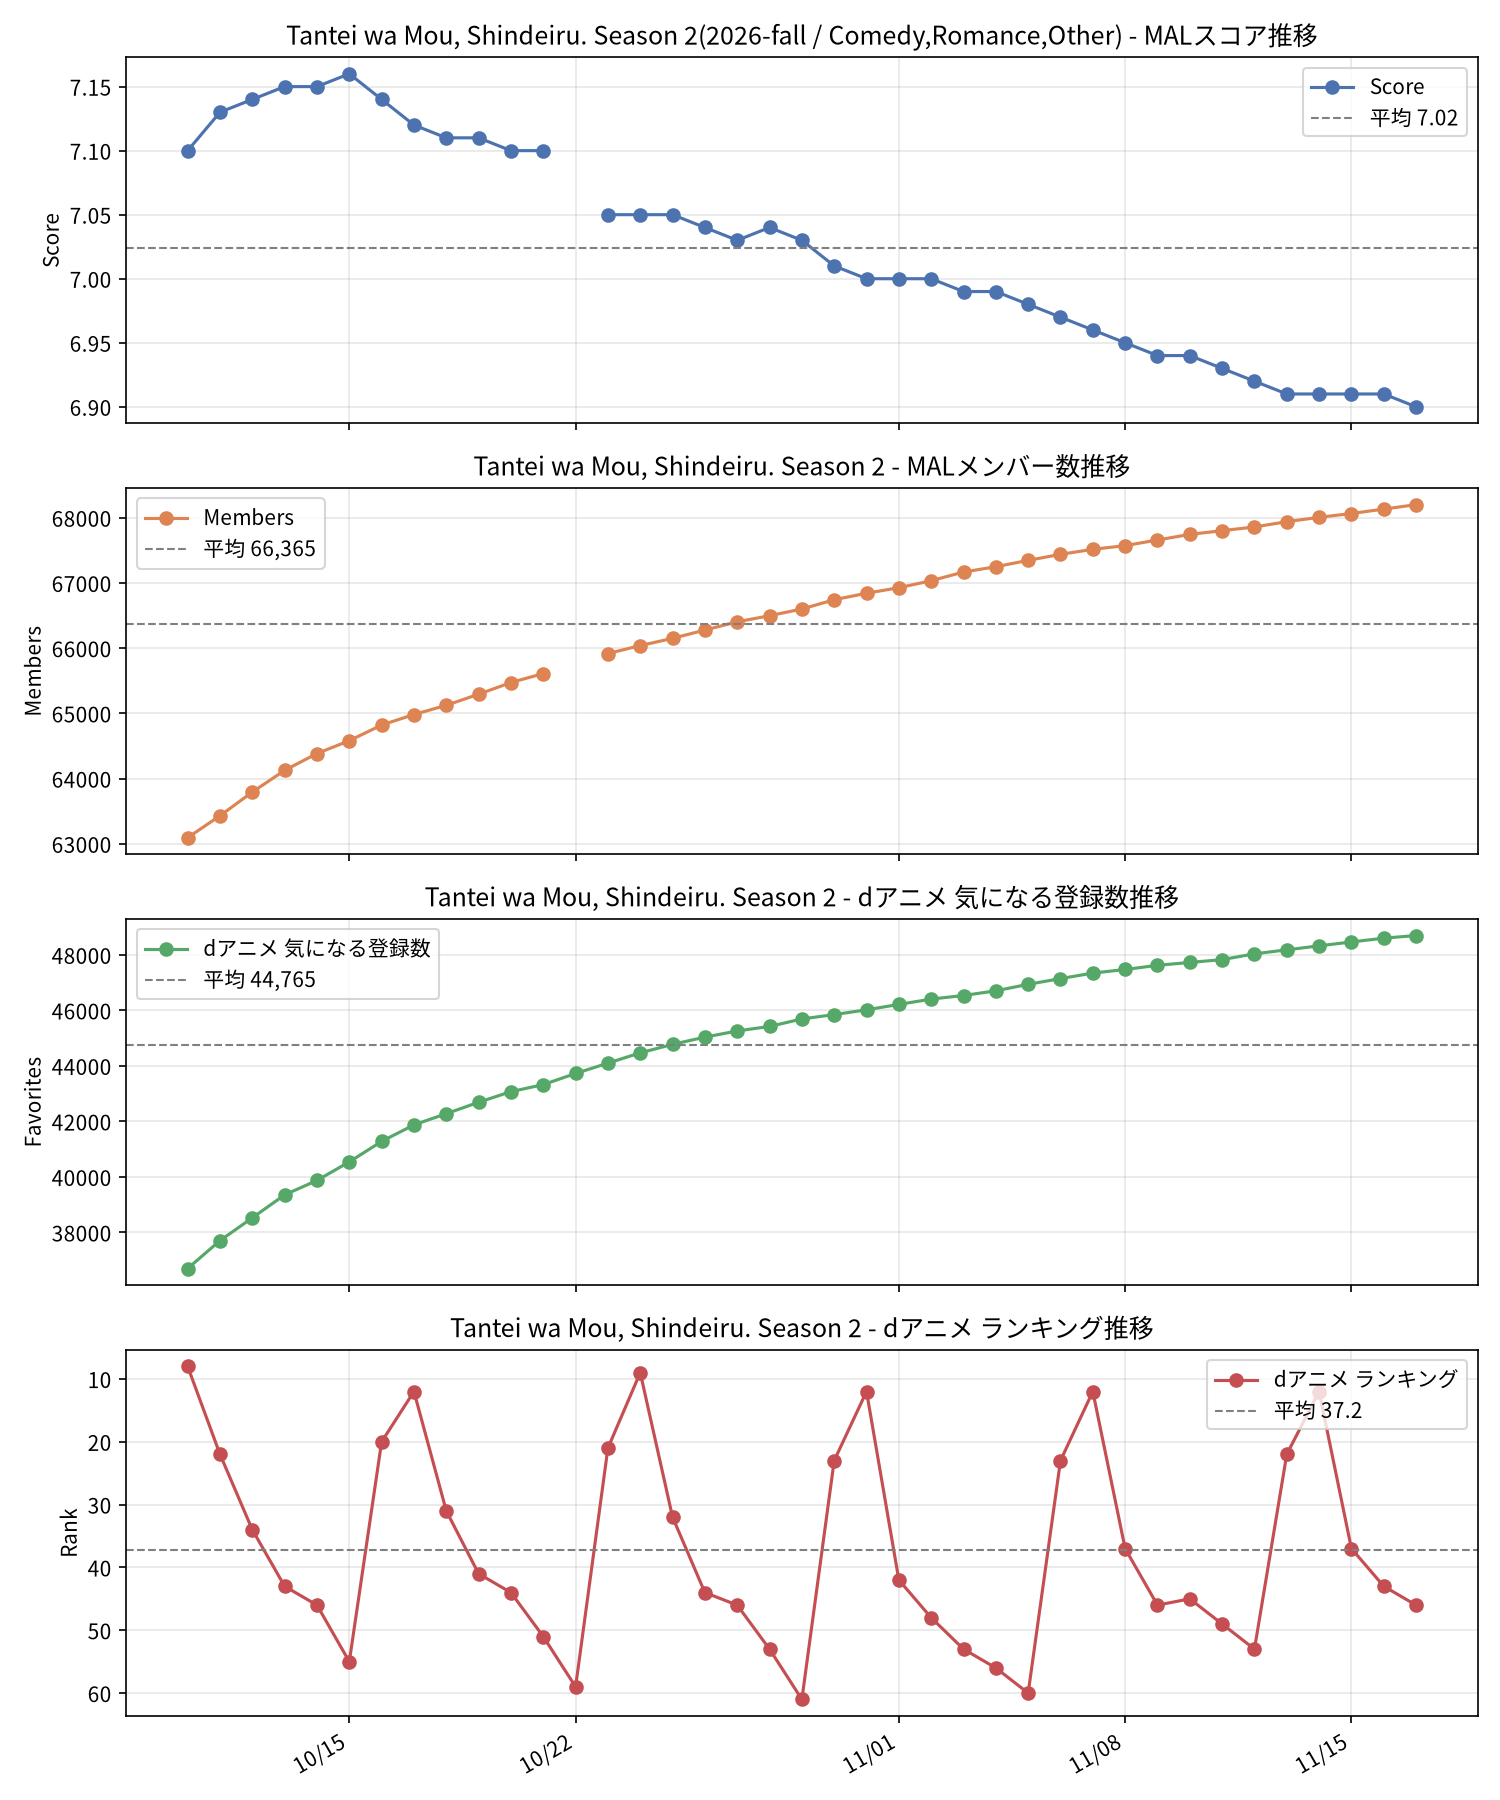 Tantei wa Mou, Shindeiru. Season 2(2026-fall / Comedy,Romance,Other) - MALスコア推移
7.15
7.10
7.05
7.00
6.95
6.90
Score
Score
平均 7.02
Tantei wa Mou, Shindeiru. Season 2 - MALメンバー数推移
68000
67000
66000
65000
64000
63000
Members
Members
平均 66,365
Tantei wa Mou, Shindeiru. Season 2 - dアニメ 気になる登録数推移
48000
46000
44000
42000
40000
38000
Favorites
dアニメ 気になる登録数
平均 44,765
Tantei wa Mou, Shindeiru. Season 2 - dアニメ ランキング推移
10
20
30
40
50
60
Rank
dアニメ ランキング
平均 37.2
10/15
10/22
11/01
11/08
11/15